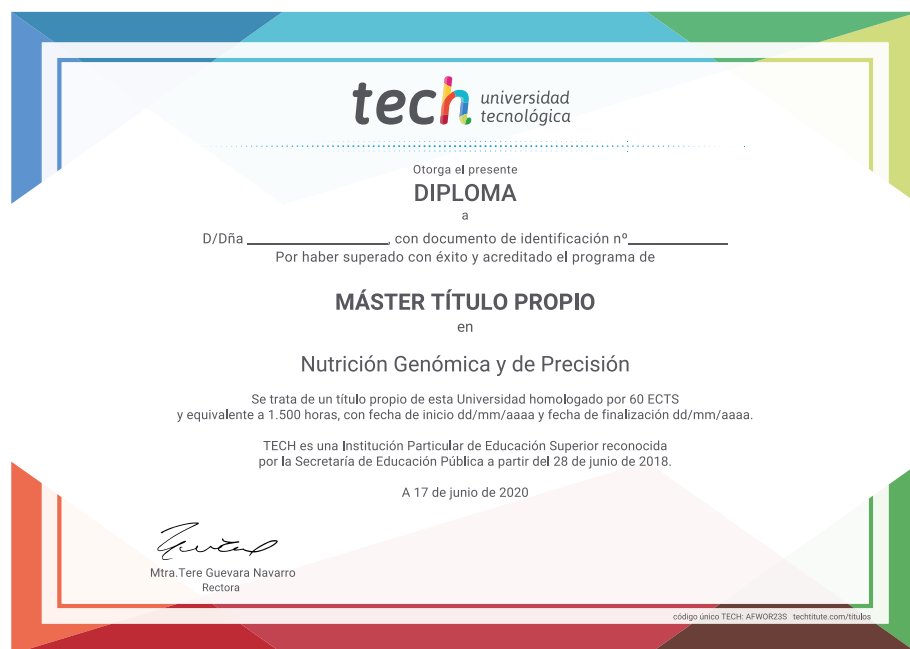 tech universidad
tecnológica
Otorga el presente
DIPLOMA
a
D/Dña ____________________, con documento de identificación nº______________
Por haber superado con éxito y acreditado el programa de
MÁSTER TÍTULO PROPIO
en
Nutrición Genómica y de Precisión
Se trata de un título propio de esta Universidad homologado por 60 ECTS
y equivalente a 1.500 horas, con fecha de inicio dd/mm/aaaa y fecha de finalización dd/mm/aaaa.
TECH es una Institución Particular de Educación Superior reconocida
por la Secretaría de Educación Pública a partir del 28 de junio de 2018.
A 17 de junio de 2020
Mtra.Tere Guevara Navarro
Rectora
código único TECH: AFWOR23S techtitute.com/titulos